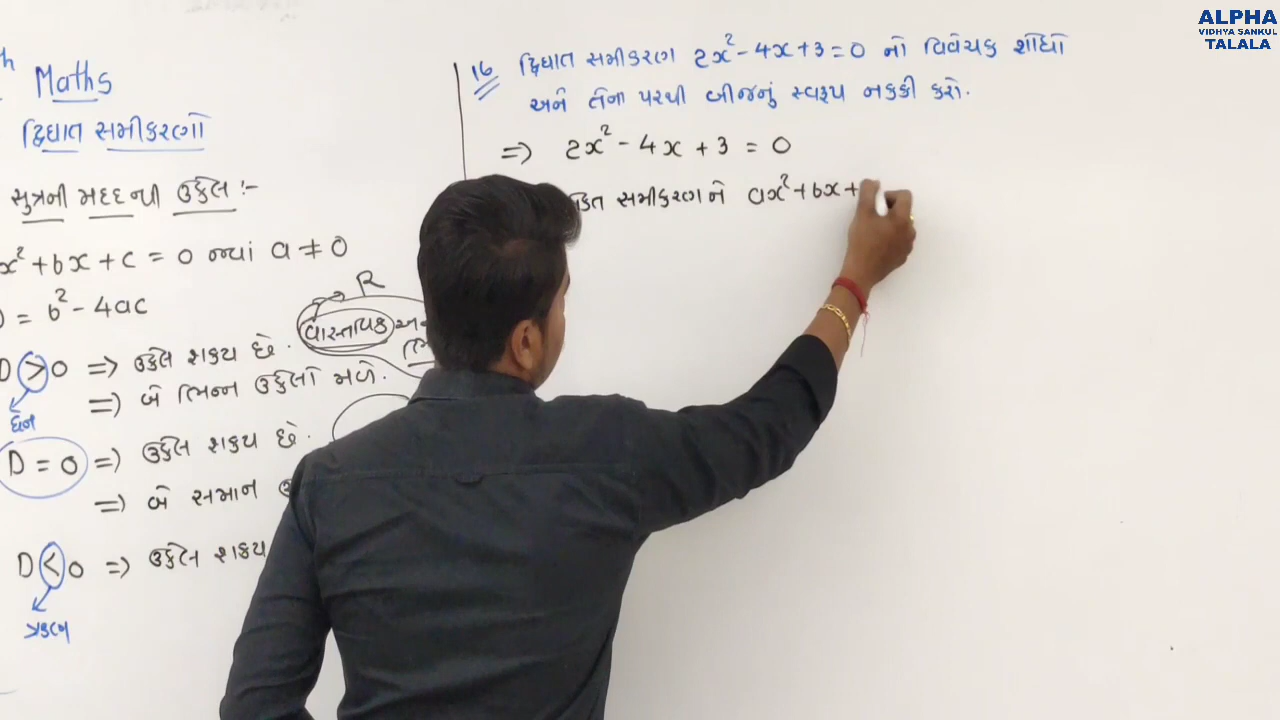 ALPHA
VIDHYA SANKUL
TALALA
Maths
દ્વિઘાત સમીકરણો
સુત્રની મદદથી ઉકેલ :-
x² + bx + c = 0 જ્યાં a ≠ 0
= b² - 4ac
R
વાસ્તવિક
D > 0 => ઉકેલ શક્ય છે.
=> બે ભિન્ન ઉકેલો મળે.
ધન
D = 0 => ઉકેલ શક્ય છે.
=> બે સમાન
D < 0 => ઉકેલ શક્ય
16 દ્વિઘાત સમીકરણ 2x² - 4x + 3 = 0 નો વિવેચક શોધો
અને તેના પરથી બીજનું સ્વરૂપ નક્કી કરો.
=> 2x² - 4x + 3 = 0
સમીકરણને ax² + bx +